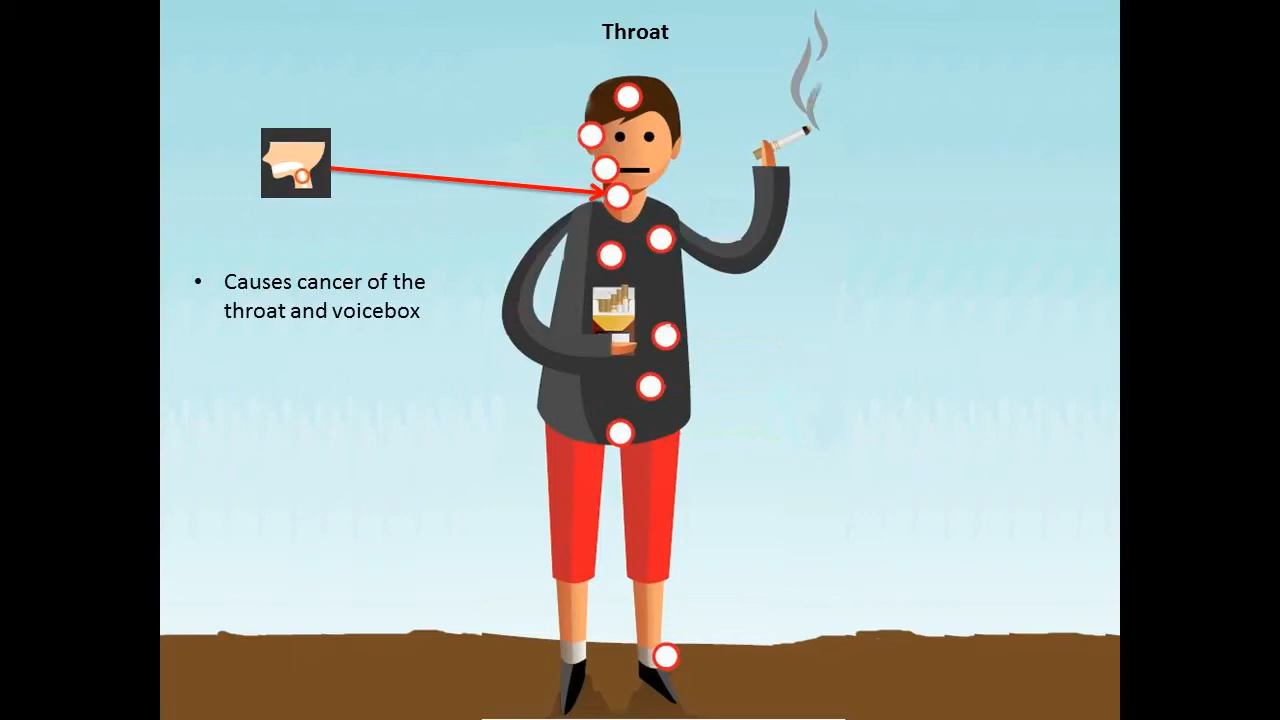 Throat
• Causes cancer of the
throat and voicebox